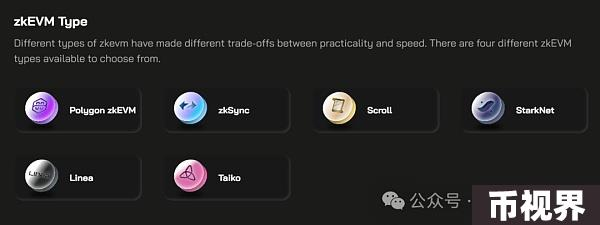 zkEVM Type
Different types of zkevm have made different trade-offs between practicality and speed. There are four different zkEVM
types available to choose from.
Polygon zkEVM
zkSync
Scroll
StarkNet
Linea
Taiko
公众号·
币视界